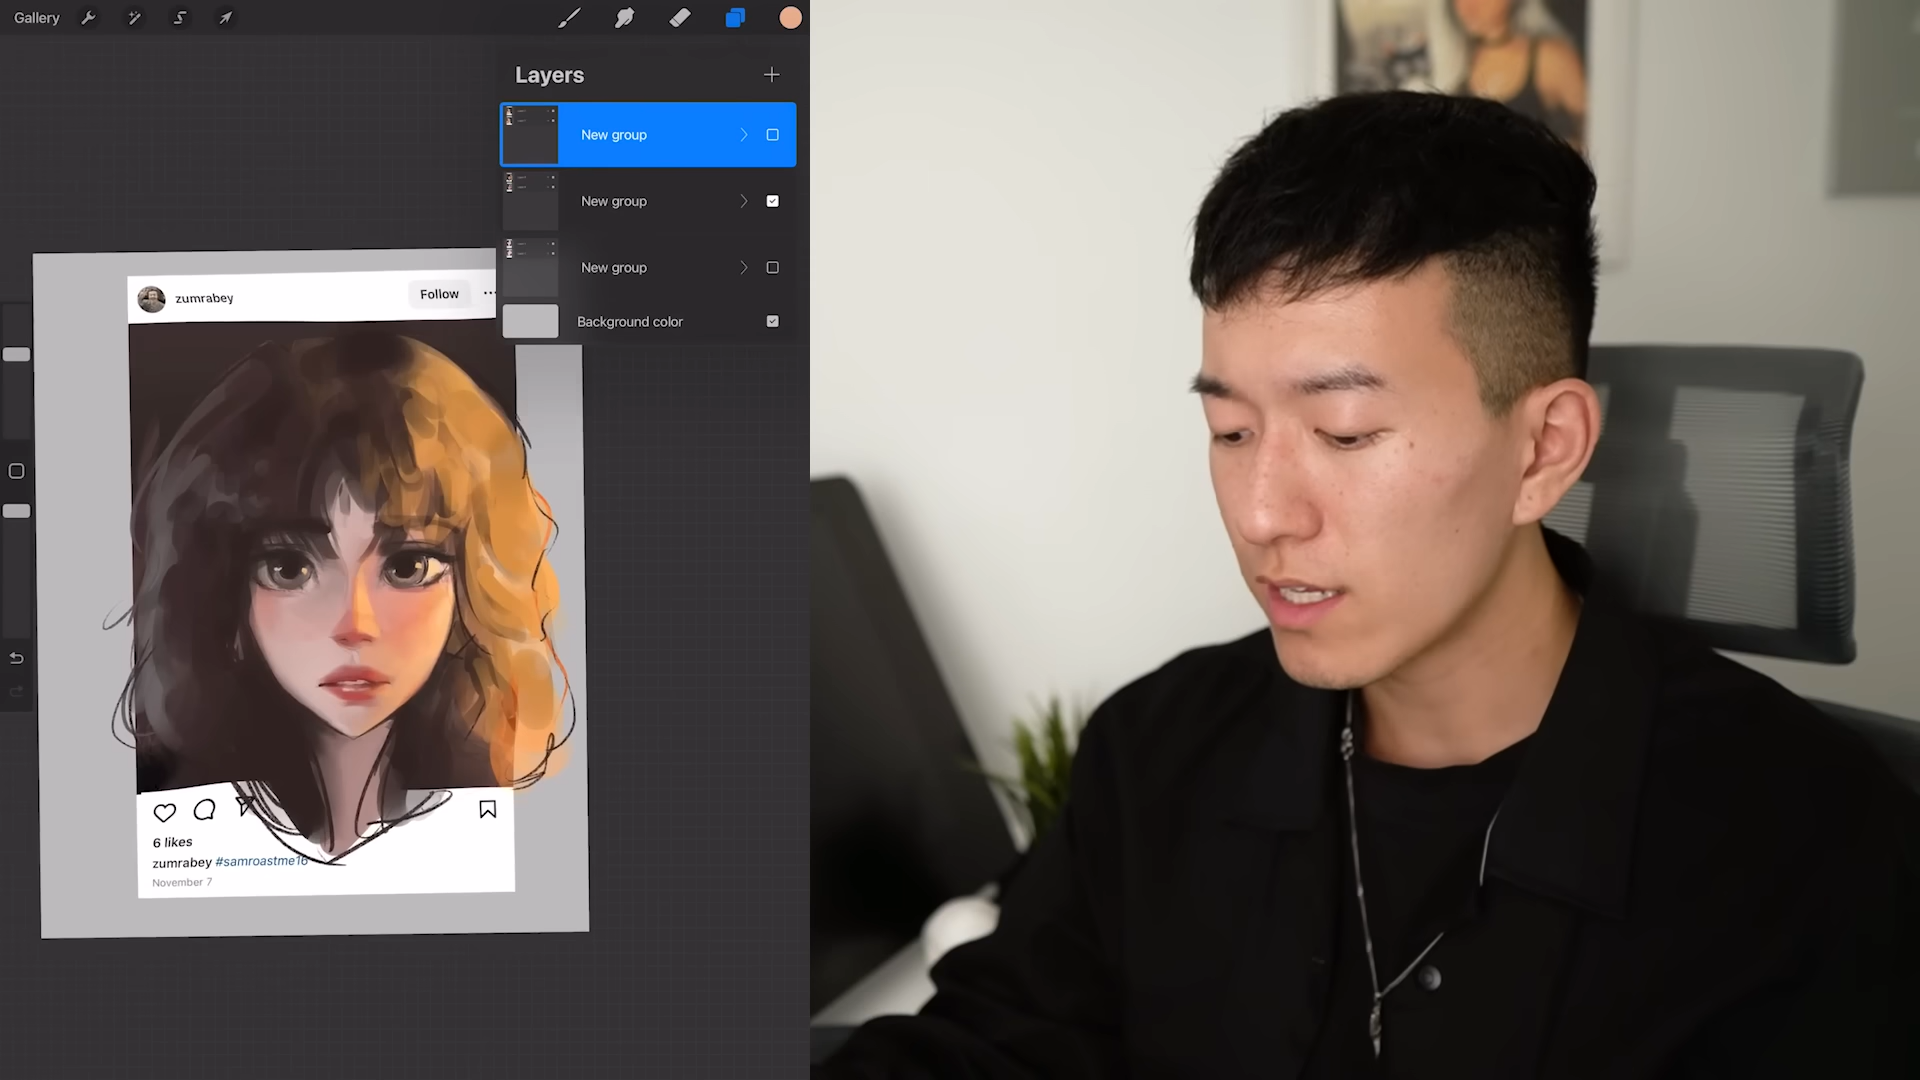 Gallery
Layers
New group
New group
New group
Background color
zumrabey
Follow
6 likes
zumrabey #samroastme16
November 7